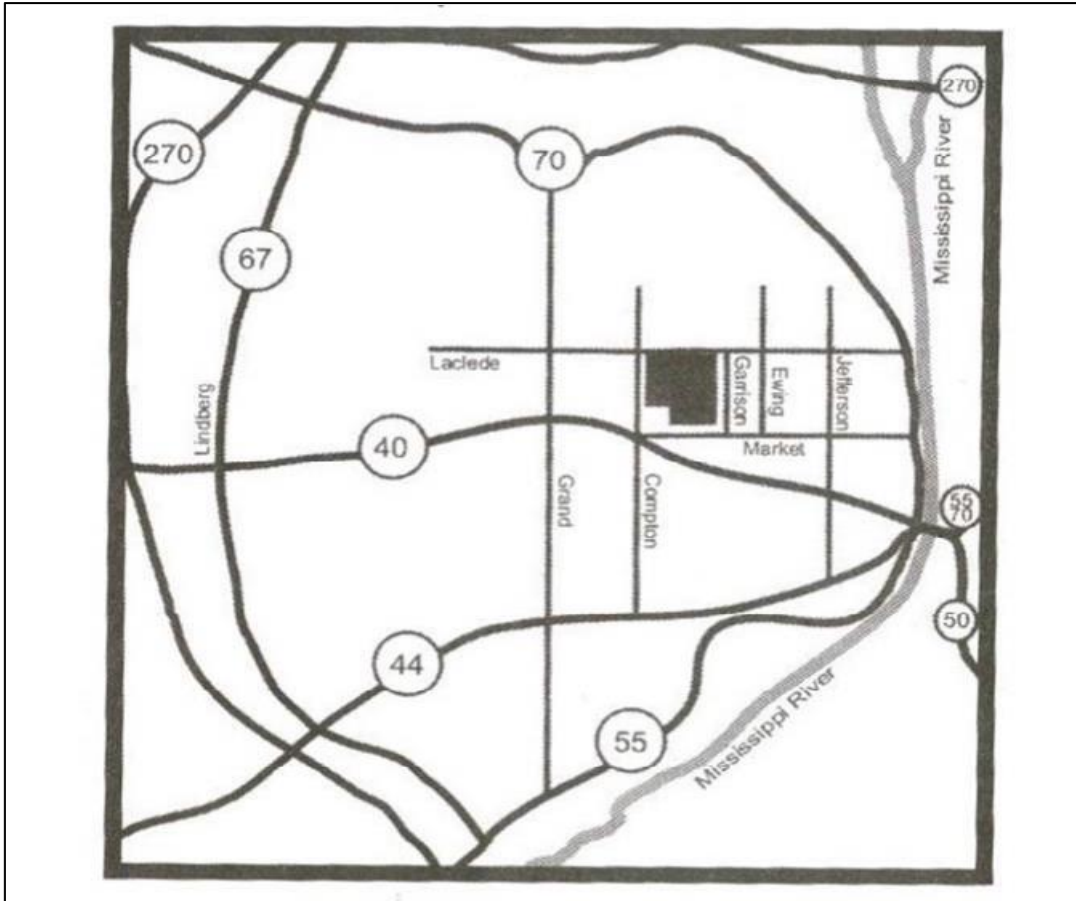 270
270
70
Mississippi River
67
Laclede
Garrison
Ewing
Jefferson
Lindberg
40
Market
Grand
Compton
55
70
50
44
55
Mississippi River